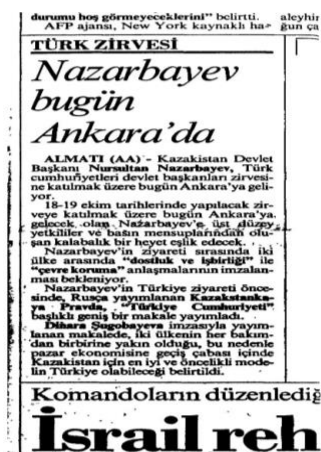 durumu hoş görmeyeceklerini” belirtti.
AFP ajansı, New York kaynaklı ha-
aleyhin
ğun ça
TÜRK ZİRVESİ
Nazarbayev
bugün
Ankara’da
ALMATI (AA) - Kazakistan Devlet
Başkanı Nursultan Nazarbayev, Türk
cumhuriyetleri devlet başkanları zirvesi-
ne katılmak üzere bugün Ankara’ya geli-
yor.
18-19 ekim tarihlerinde yapılacak zir-
veye katılmak üzere bugün Ankara’ya
gelecek olan Nazarbayev’e üst düzey
yetkililer ve basın mensuplarından olu-
şan kalabalık bir heyet eşlik edecek.
Nazarbayev’in ziyareti sırasında iki
ülke arasında “dostluk ve işbirliği” ile
“çevre koruma” anlaşmalarının imzalan-
ması bekleniyor.
Nazarbayev’in Türkiye ziyareti önce-
sinde, Rusça yayımlanan Kazakstanka-
ya Pravda, “Türkiye Cumhuriyeti”
başlıklı geniş bir makale yayımladı.
Dihara Şugobayeva imzasıyla yayım-
lanan makalede, iki ülkenin her bakım-
dan birbirine yakın olduğu, bu nedenle
pazar ekonomisine geçiş çabası içinde
Kazakistan için en iyi ve öncelikli mode-
lin Türkiye olabileceği belirtildi.
Komandoların düzenlediğ
İsrail reh